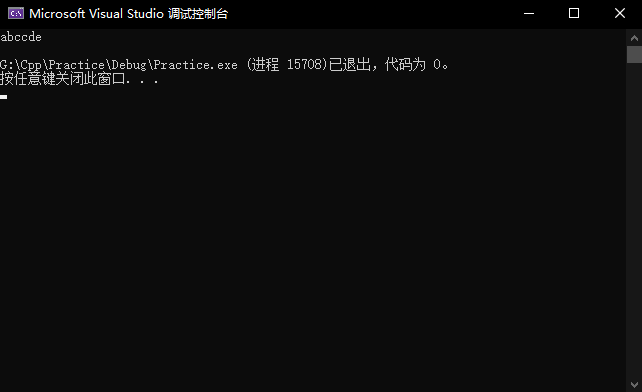 C:\
Microsoft Visual Studio 调试控制台
abccde
G:\Cpp\Practice\Debug\Practice.exe (进程 15708)已退出，代码为 0。
按任意键关闭此窗口. . .